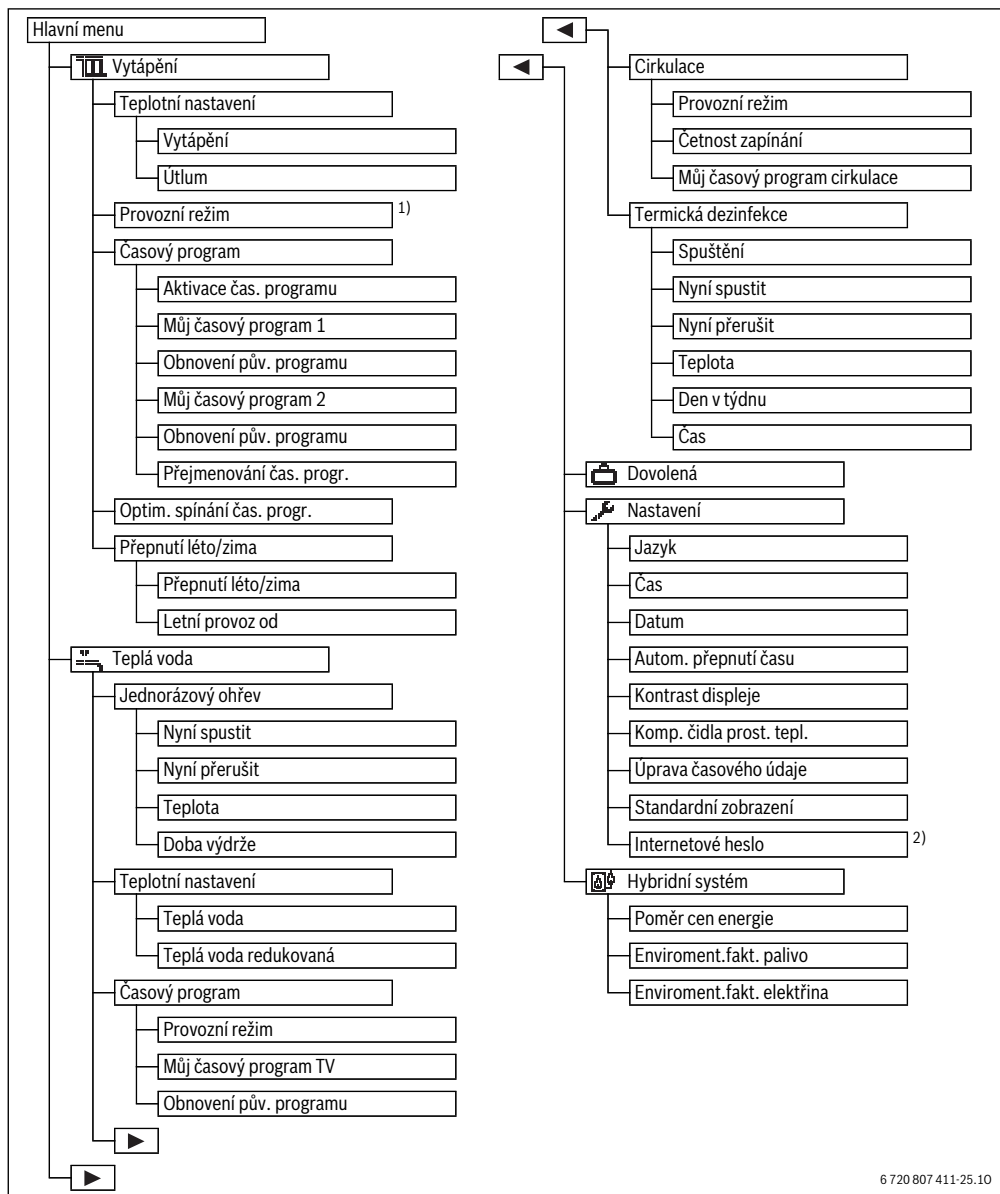 Hlavní menu
Vytápění
Teplotní nastavení
Vytápění
Útlum
Provozní režim 1)
Časový program
Aktivace čas. programu
Můj časový program 1
Obnovení pův. programu
Můj časový program 2
Obnovení pův. programu
Přejmenování čas. progr.
Optim. spínání čas. progr.
Přepnutí léto/zima
Přepnutí léto/zima
Letní provoz od
Teplá voda
Jednorázový ohřev
Nyní spustit
Nyní přerušit
Teplota
Doba výdrže
Teplotní nastavení
Teplá voda
Teplá voda redukovaná
Časový program
Provozní režim
Můj časový program TV
Obnovení pův. programu
Cirkulace
Provozní režim
Četnost zapínání
Můj časový program cirkulace
Termická dezinfekce
Spuštění
Nyní spustit
Nyní přerušit
Teplota
Den v týdnu
Čas
Dovolená
Nastavení
Jazyk
Čas
Datum
Autom. přepnutí času
Kontrast displeje
Komp. čidla prost. tepl.
Úprava časového údaje
Standardní zobrazení
Internetové heslo 2)
Hybridní systém
Poměr cen energie
Enviroment.fakt. palivo
Enviroment.fakt. elektřina
6 720 807 411-25.1O